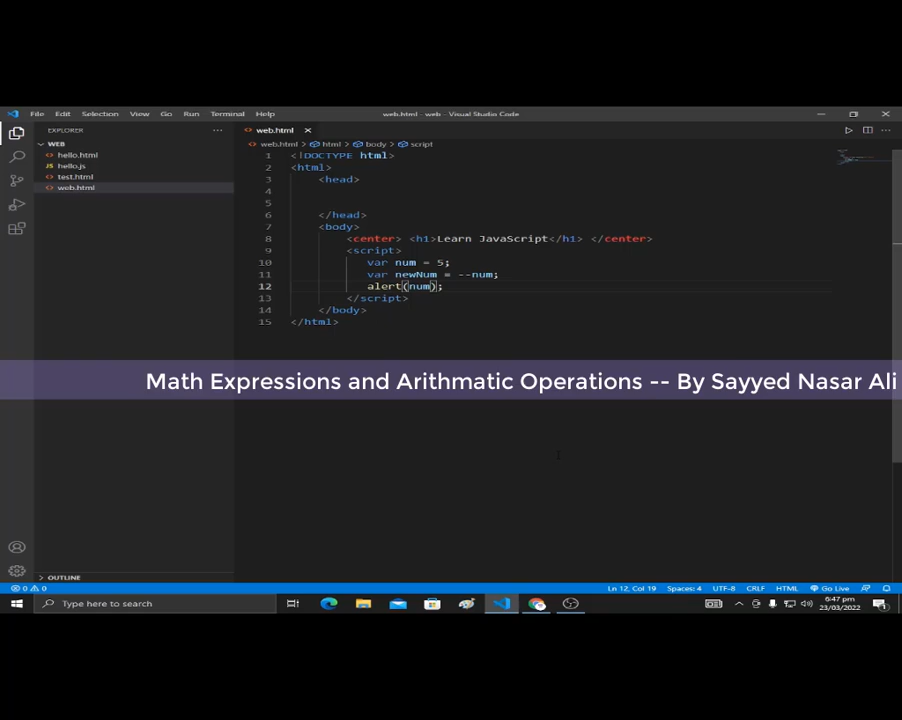 File Edit Selection View Go Run Terminal Help
web.html - web - Visual Studio Code
EXPLORER
web.html
WEB
web.html > html > body > script
hello.html
hello.js
test.html
web.html
1 <!DOCTYPE html>
2 <html>
3 <head>
4
5
6 </head>
7 <body>
8 <center> <h1>Learn JavaScript</h1> </center>
9 <script>
10 var num = 5;
11 var newNum = --num;
12 alert(num);
13 </script>
14 </body>
15 </html>
Math Expressions and Arithmatic Operations -- By Sayyed Nasar Ali
OUTLINE
0 0
Ln 12, Col 19 Spaces: 4 UTF-8 CRLF HTML Go Live
Type here to search
6:47 pm
23/03/2022
1